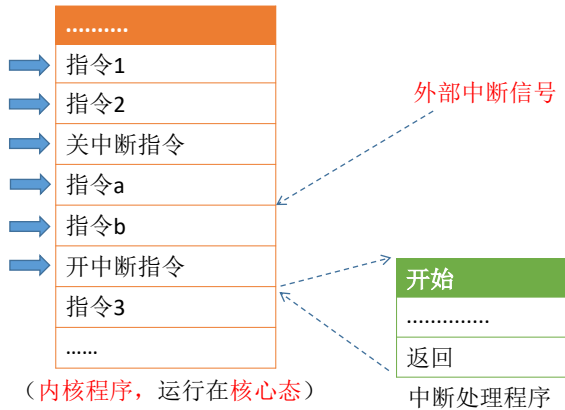 ..........
指令1
指令2
关中断指令
指令a
指令b
开中断指令
指令3
......
（内核程序，运行在核心态）
外部中断信号
开始
.............
返回
中断处理程序